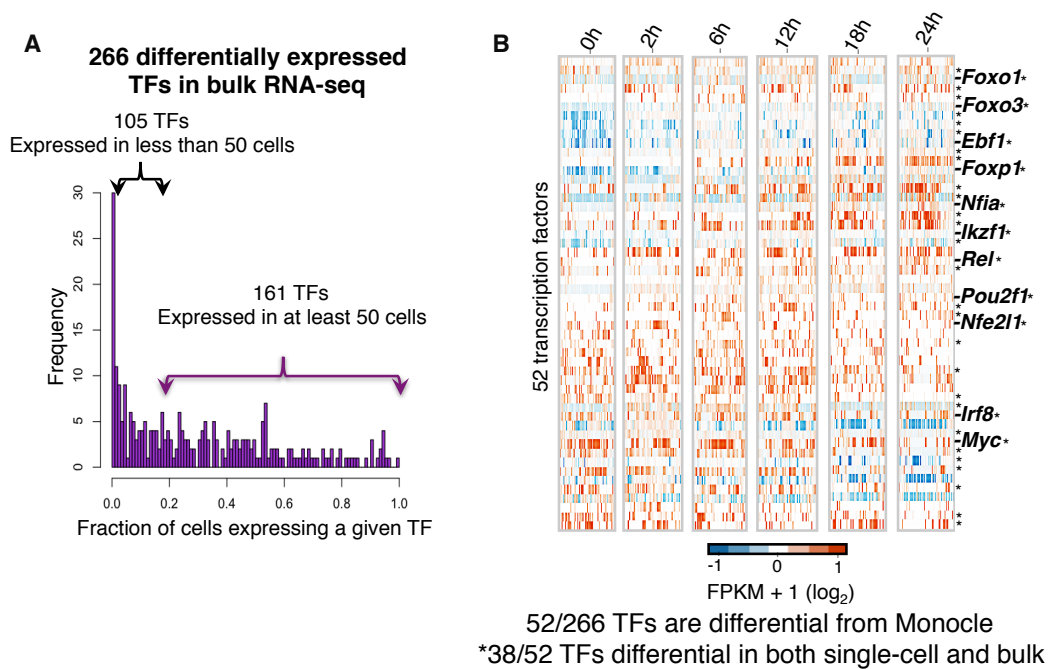 A
266 differentially expressed
TFs in bulk RNA-seq
105 TFs
Expressed in less than 50 cells
161 TFs
Expressed in at least 50 cells
Frequency
30
25
20
15
10
5
0
0.0 0.2 0.4 0.6 0.8 1.0
Fraction of cells expressing a given TF
B
0h 2h 6h 12h 18h 24h
52 transcription factors
*
Foxo1*
*
Foxo3*
*
*
*
Ebf1*
*
Foxp1*
*
*
Nfia*
*
*
Ikzf1*
*
Rel*
*
Pou2f1*
*
Nfe2l1*
*
*
*
*
Irf8*
*
Myc*
*
*
*
*
*
*
-1 0 1
FPKM + 1 (log2)
52/266 TFs are differential from Monocle
*38/52 TFs differential in both single-cell and bulk